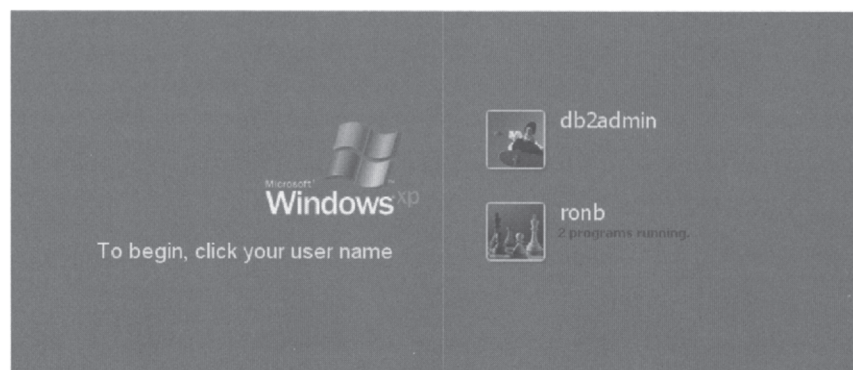 Microsoft®
Windows xp
To begin, click your user name
db2admin
ronb
2 programs running.